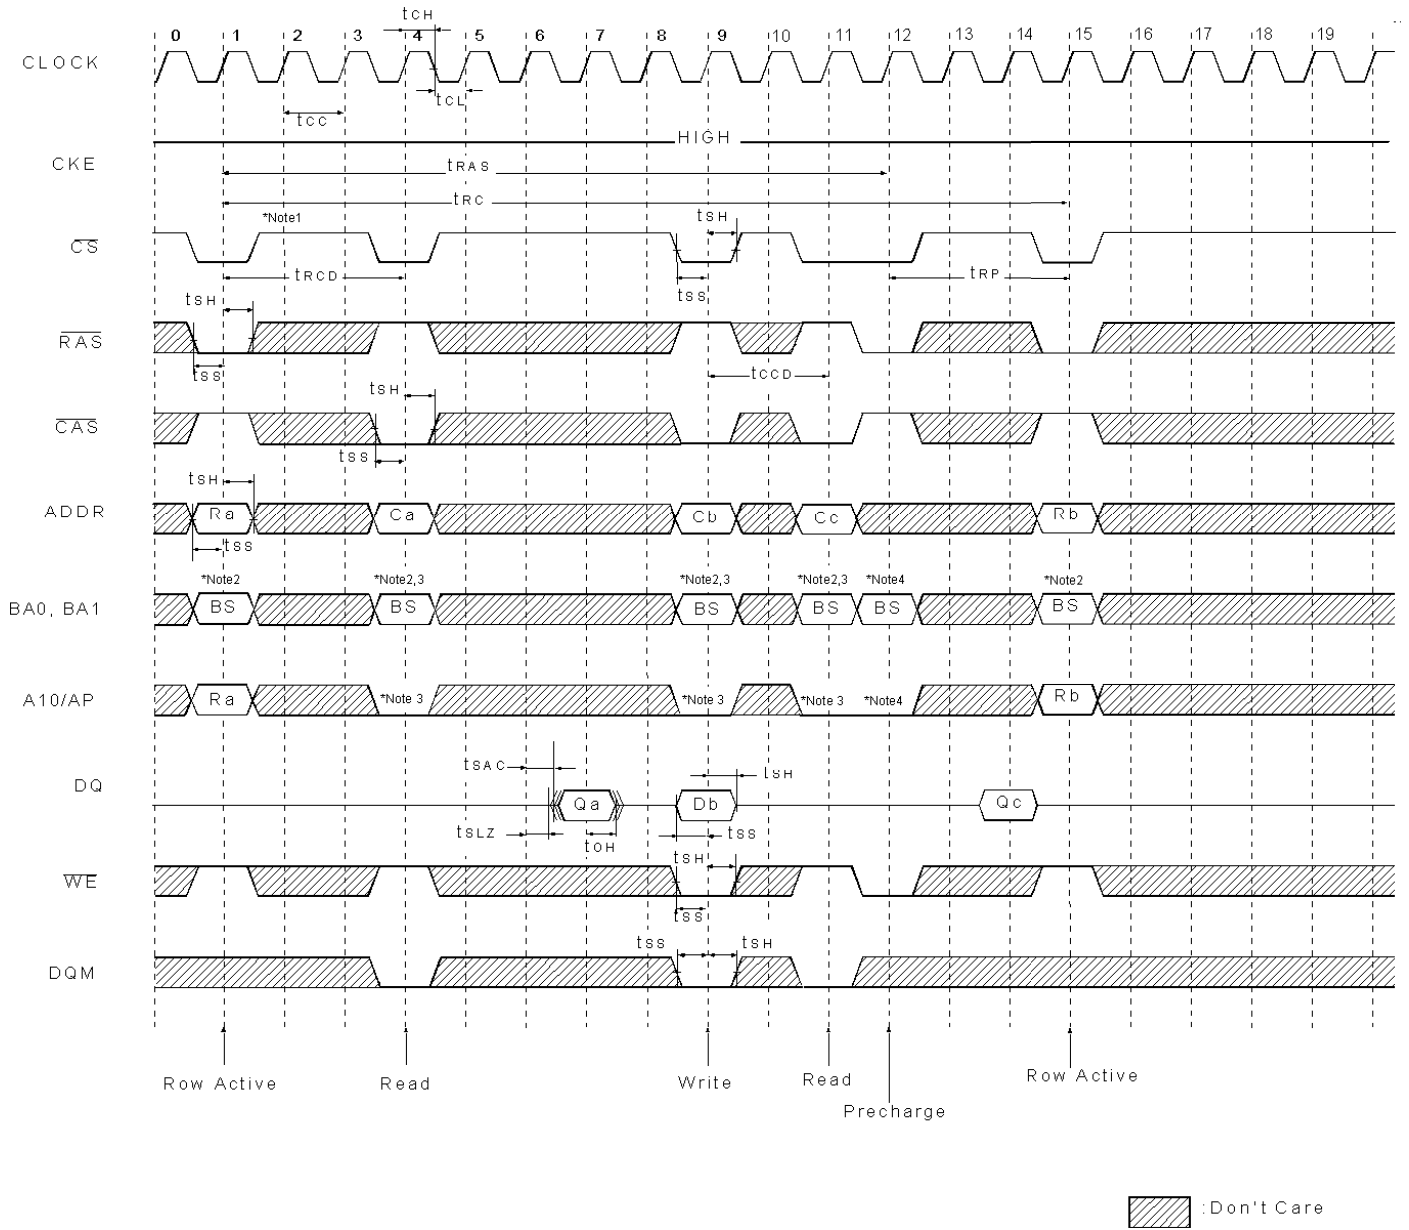 0 1 2 3 4 5 6 7 8 9 10 11 12 13 14 15 16 17 18 19
tCH
CLOCK
tCL
tCC
HIGH
CKE
tRAS
tRC
*Note1 tSH
CS
tRCD tSS tRP
tSH
RAS
tSS tCCD
tSH
CAS
tSS
tSH
ADDR Ra Ca Cb Cc Rb
tSS
*Note2 *Note2,3 *Note2,3 *Note2,3 *Note4 *Note2
BA0, BA1 BS BS BS BS BS BS
A10/AP Ra *Note 3 *Note 3 *Note 3 *Note4 Rb
tSAC tSH
DQ Qa Db Qc
tSLZ tOH tSS
tSH
WE
tSS
tSS tSH
DQM
Row Active Read Write Read Row Active
Precharge
:Don't Care